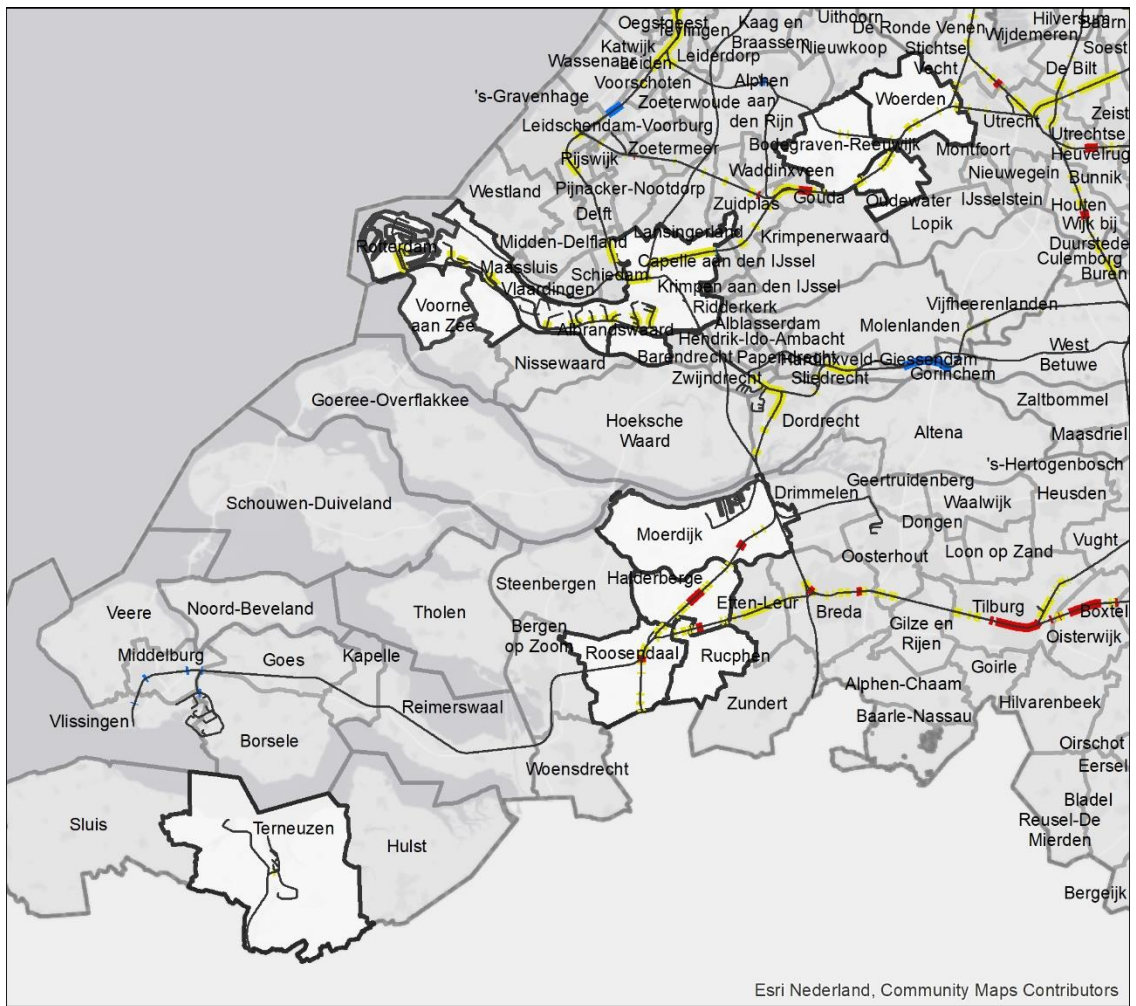 Oegstgeest
Teylingen
Kaag en
Braassem
Uithoorn
De Ronde Venen
Hilversum
Baarn
Wijdemeren
Katwijk
Leiderdorp
Nieuwkoop
Stichtse
Vecht
Soest
Wassenaar
Leiden
De Bilt
Voorschoten
Alphen
aan
den Rijn
's-Gravenhage
Zoeterwoude
Woerden
Zeist
Leidschendam-Voorburg
Utrecht
Utrechtse
Heuvelrug
Zoetermeer
Bodegraven-Reeuwijk
Montfoort
Rijswijk
Waddinxveen
Nieuwegein
Bunnik
Westland
Pijnacker-Nootdorp
Zuidplas
Gouda
Oudewater
IJsselstein
Houten
Delft
Lopik
Wijk bij
Duurstede
Rotterdam
Midden-Delfland
Lansingerland
Krimpenerwaard
Culemborg
Maassluis
Schiedam
Capelle aan den IJssel
Buren
Vlaardingen
Krimpen aan den IJssel
Voorne
aan Zee
Ridderkerk
Vijfheerenlanden
Albrandswaard
Alblasserdam
Molenlanden
Hendrik-Ido-Ambacht
West
Betuwe
Nissewaard
Barendrecht
Papendrecht
Hardinxveld-Giessendam
Zwijndrecht
Sliedrecht
Gorinchem
Goeree-Overflakkee
Zaltbommel
Hoeksche
Waard
Dordrecht
Altena
Maasdriel
's-Hertogenbosch
Schouwen-Duiveland
Drimmelen
Geertruidenberg
Waalwijk
Heusden
Moerdijk
Dongen
Vught
Oosterhout
Loon op Zand
Steenbergen
Halderberge
Veere
Noord-Beveland
Tholen
Etten-Leur
Breda
Tilburg
Boxtel
Bergen
op Zoom
Gilze en
Rijen
Oisterwijk
Middelburg
Goes
Kapelle
Roosendaal
Rucphen
Goirle
Alphen-Chaam
Vlissingen
Reimerswaal
Zundert
Hilvarenbeek
Borsele
Baarle-Nassau
Oirschot
Woensdrecht
Eersel
Sluis
Terneuzen
Hulst
Bladel
Reusel-De
Mierden
Bergeijk
Esri Nederland, Community Maps Contributors